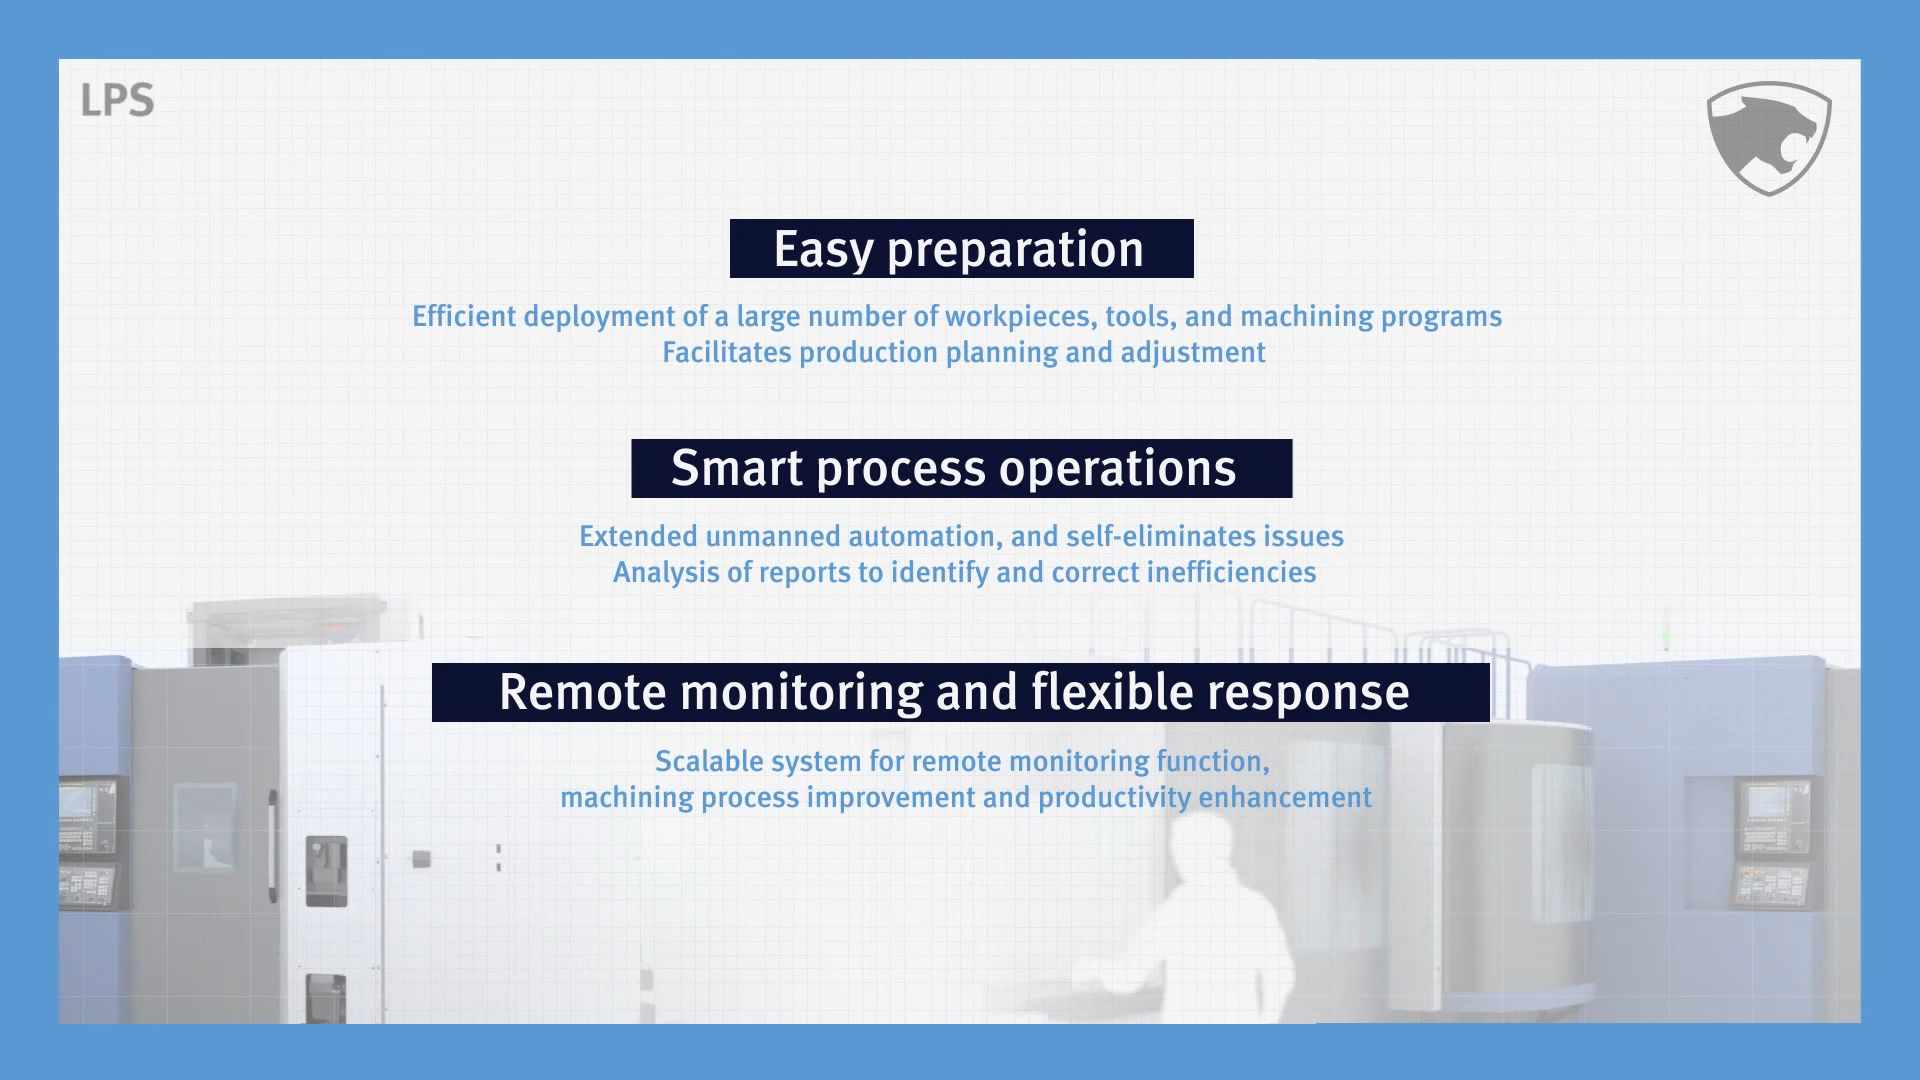 LPS
Easy preparation
Efficient deployment of a large number of workpieces, tools, and machining programs
Facilitates production planning and adjustment
Smart process operations
Extended unmanned automation, and self-eliminates issues
Analysis of reports to identify and correct inefficiencies
Remote monitoring and flexible response
Scalable system for remote monitoring function,
machining process improvement and productivity enhancement